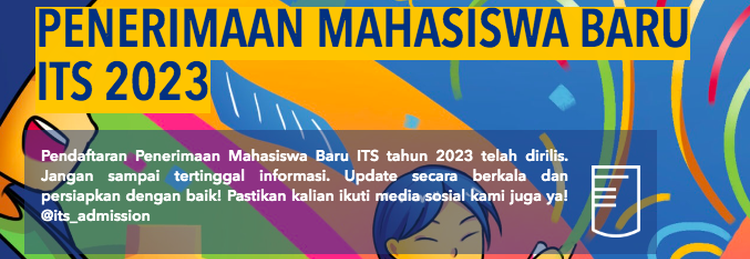 PENERIMAAN MAHASISWA BARU
ITS 2023
Pendaftaran Penerimaan Mahasiswa Baru ITS tahun 2023 telah dirilis.
Jangan sampai tertinggal informasi. Update secara berkala dan
persiapkan dengan baik! Pastikan kalian ikuti media sosial kami juga ya!
@its_admission